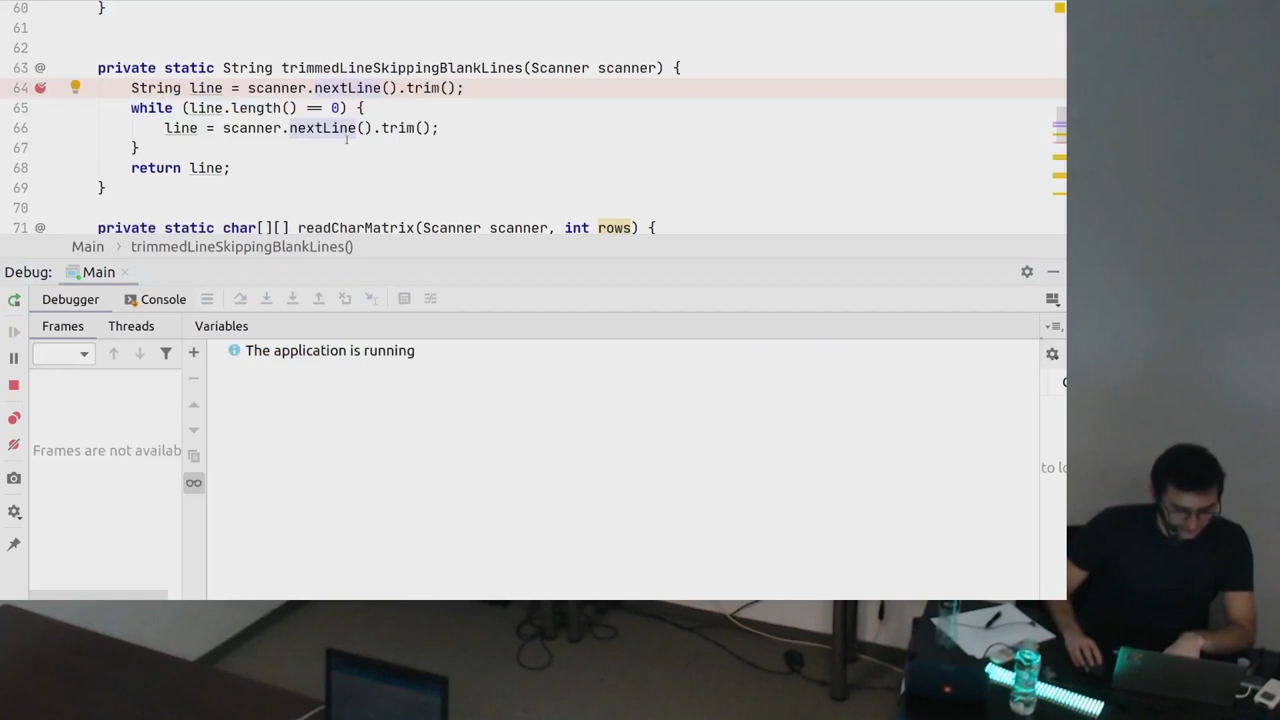 60 }
61
62
63 @ private static String trimmedLineSkippingBlankLines(Scanner scanner) {
64 String line = scanner.nextLine().trim();
65 while (line.length() == 0) {
66 line = scanner.nextLine().trim();
67 }
68 return line;
69 }
70
71 @ private static char[][] readCharMatrix(Scanner scanner, int rows) {
Main > trimmedLineSkippingBlankLines()
Debug: Main
Debugger Console
Frames Threads Variables
The application is running
Frames are not availab
to lo